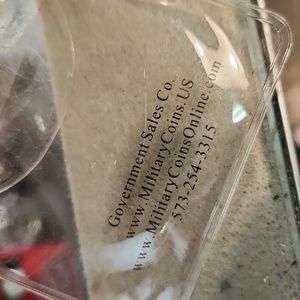 Government Sales Co.
www.MilitaryCoins.US
www.MilitaryCoinsOnline.com
573-254-3315